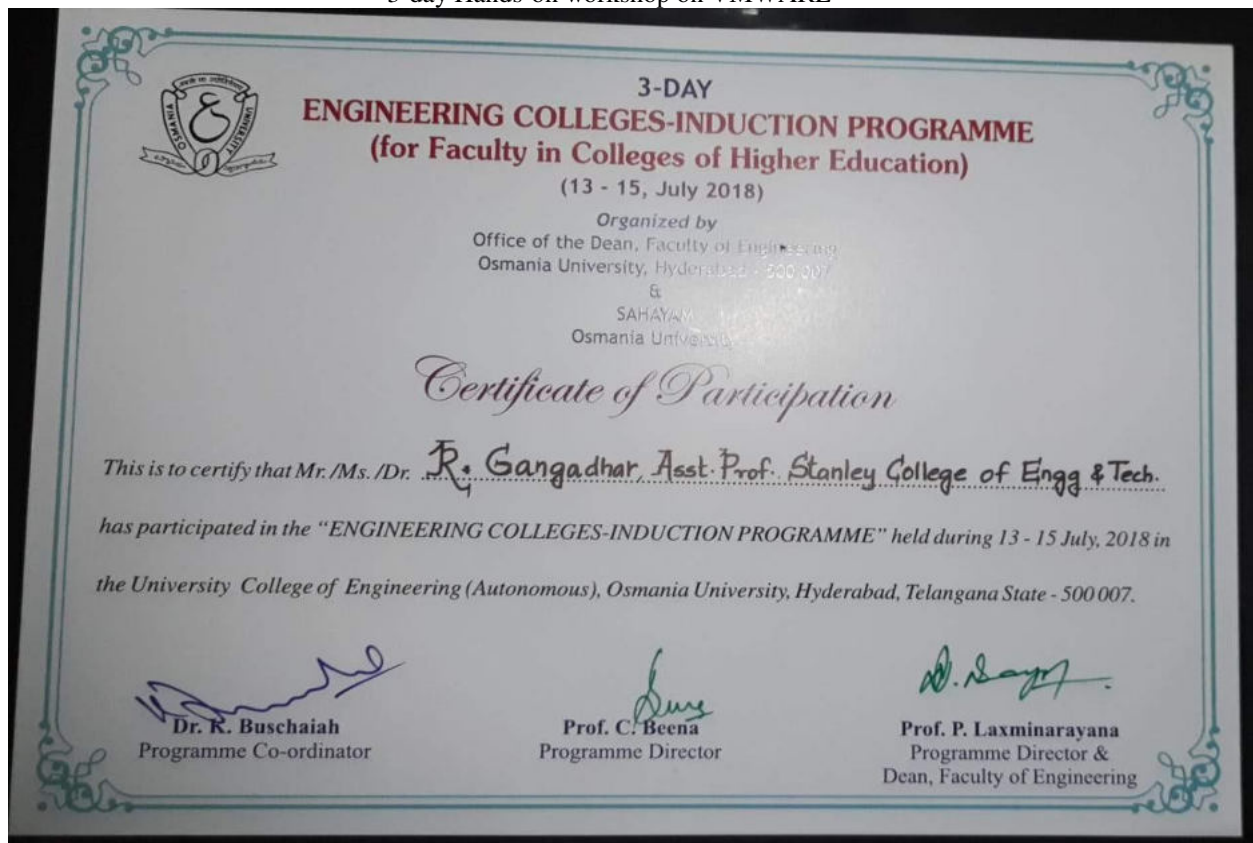 3-day Hands on workshop on VMWARE
3-DAY
ENGINEERING COLLEGES-INDUCTION PROGRAMME
(for Faculty in Colleges of Higher Education)
(13 - 15, July 2018)
OSMANIA UNIVERSITY
Organized by
Office of the Dean, Faculty of Engineering
Osmania University, Hyderabad - 500 007
&
SAHAYAM
Osmania University
Certificate of Participation
This is to certify that Mr./Ms./Dr. R. Gangadhar, Asst. Prof. Stanley College of Engg & Tech.
has participated in the "ENGINEERING COLLEGES-INDUCTION PROGRAMME" held during 13 - 15 July, 2018 in
the University College of Engineering (Autonomous), Osmania University, Hyderabad, Telangana State - 500 007.
Dr. K. Buschaiah
Programme Co-ordinator
Prof. C. Beena
Programme Director
Prof. P. Laxminarayana
Programme Director &
Dean, Faculty of Engineering